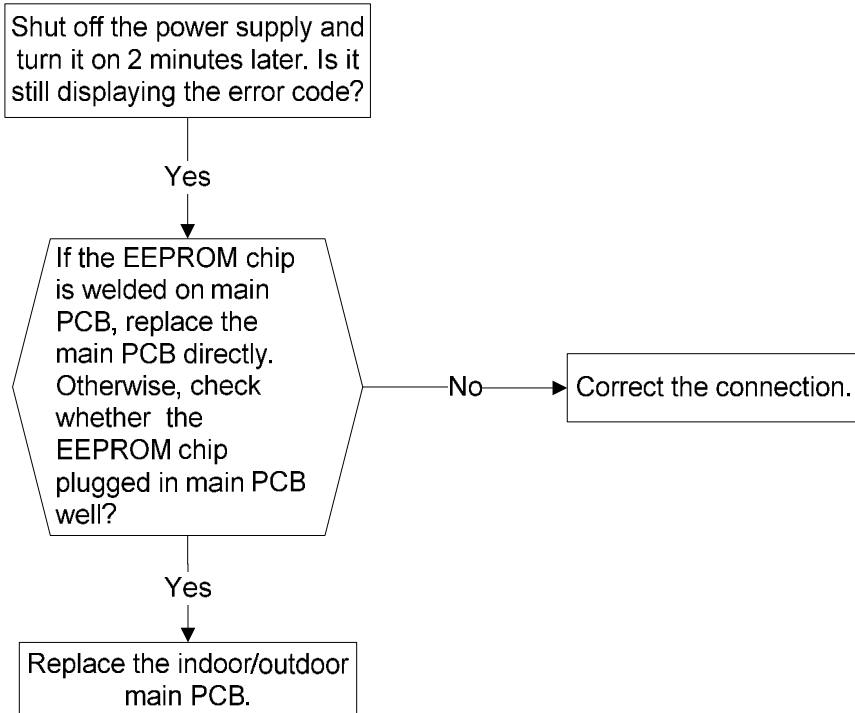 Shut off the power supply and
turn it on 2 minutes later. Is it
still displaying the error code?
Yes
If the EEPROM chip
is welded on main
PCB, replace the
main PCB directly.
Otherwise, check
whether the
EEPROM chip
plugged in main PCB
well?
No
Correct the connection.
Yes
Replace the indoor/outdoor
main PCB.